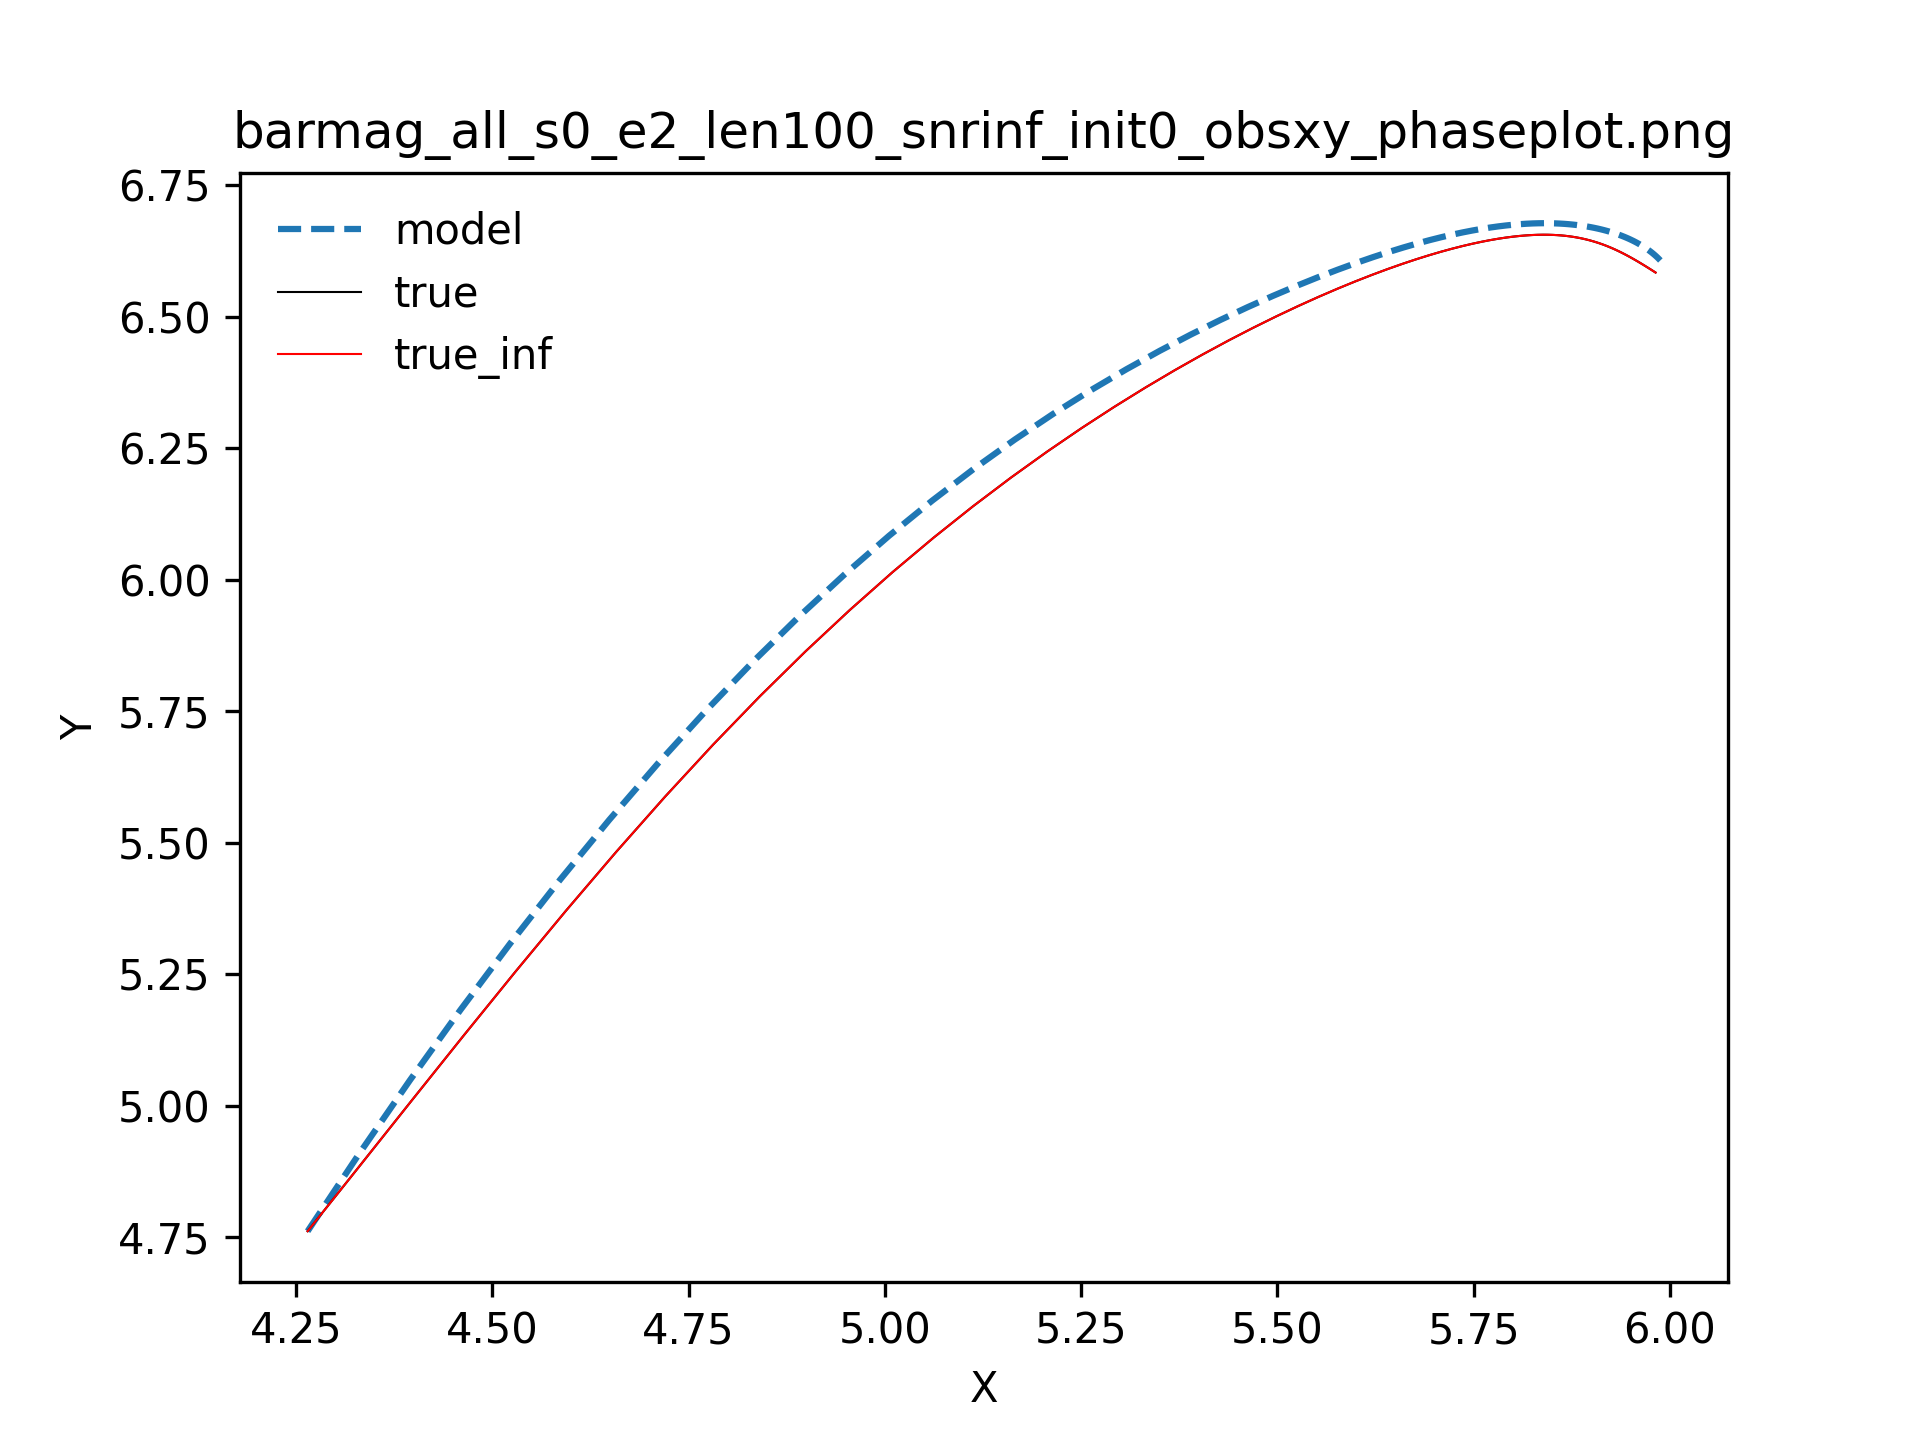 barmag_all_s0_e2_len100_snrinf_init0_obsxy_phaseplot.png
model
true
true_inf
6.75
6.50
6.25
6.00
5.75
5.50
5.25
5.00
4.75
Y
4.25 4.50 4.75 5.00 5.25 5.50 5.75 6.00
X